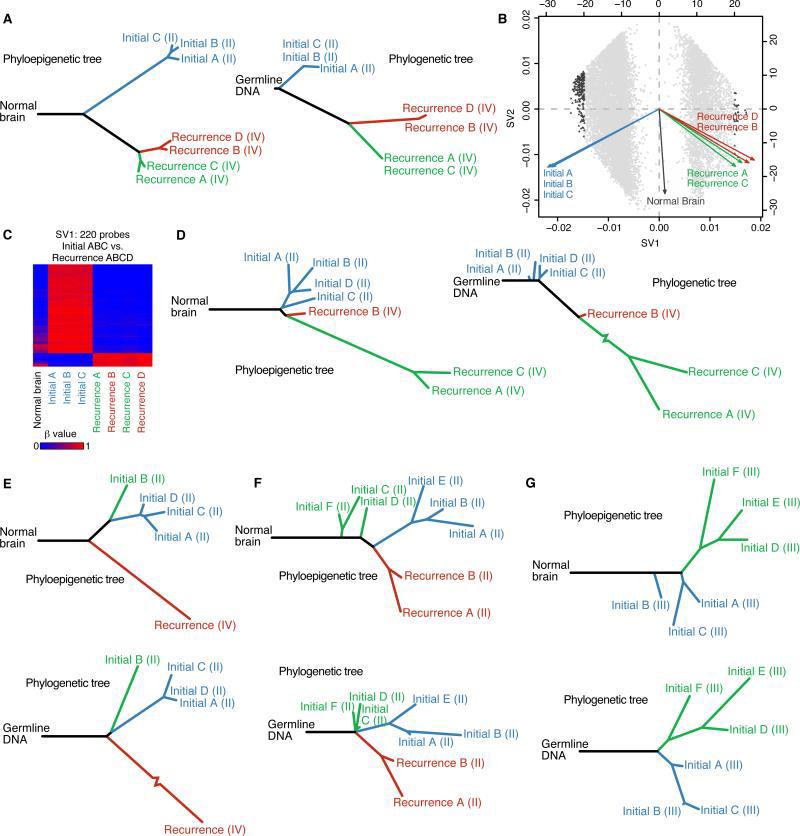 A
Phyloepigenetic tree
Initial C (II)
Initial B (II)
Initial A (II)
Normal
brain
Recurrence D (IV)
Recurrence B (IV)
Recurrence C (IV)
Recurrence A (IV)
Initial C (II)
Initial B (II)
Initial A (II)
Phylogenetic tree
Germline
DNA
Recurrence D (IV)
Recurrence B (IV)
Recurrence A (IV)
Recurrence C (IV)
B
−30 −20 −10 0 10 20
0.02
0.01
0.00
−0.01
−0.02
SV2
20
10
0
−10
−20
−30
Recurrence D
Recurrence B
Recurrence A
Recurrence C
Initial A
Initial B
Initial C
Normal Brain
−0.02 −0.01 0.00 0.01 0.02
SV1
C
SV1: 220 probes
Initial ABC vs.
Recurrence ABCD
Normal brain
Initial A
Initial B
Initial C
Recurrence A
Recurrence B
Recurrence C
Recurrence D
β value
0 1
D
Initial A (II)
Initial B (II)
Initial D (II)
Initial C (II)
Normal
brain
Recurrence B (IV)
Phyloepigenetic tree
Recurrence C (IV)
Recurrence A (IV)
Initial B (II)
Initial D (II)
Initial A (II)
Initial C (II)
Germline
DNA
Phylogenetic tree
Recurrence B (IV)
Recurrence C (IV)
Recurrence A (IV)
E
Initial B (II)
Initial D (II)
Initial C (II)
Initial A (II)
Normal
brain
Phyloepigenetic tree
Recurrence (IV)
Initial B (II)
Phylogenetic tree
Initial C (II)
Initial D (II)
Initial A (II)
Germline
DNA
Recurrence (IV)
F
Initial E (II)
Initial C (II)
Initial F (II)
Initial D (II)
Initial B (II)
Initial A (II)
Normal
brain
Phyloepigenetic tree
Recurrence B (II)
Recurrence A (II)
Phylogenetic tree
Initial D (II)
Initial F (II)
Initial
C (II)
Initial E (II)
Germline
DNA
Initial B (II)
Initial A (II)
Recurrence B (II)
Recurrence A (II)
G
Initial F (III)
Phyloepigenetic tree
Initial E (III)
Initial D (III)
Normal
brain
Initial B (III)
Initial A (III)
Initial C (III)
Phylogenetic tree
Initial E (III)
Initial F (III)
Initial D (III)
Germline
DNA
Initial A (III)
Initial B (III)
Initial C (III)